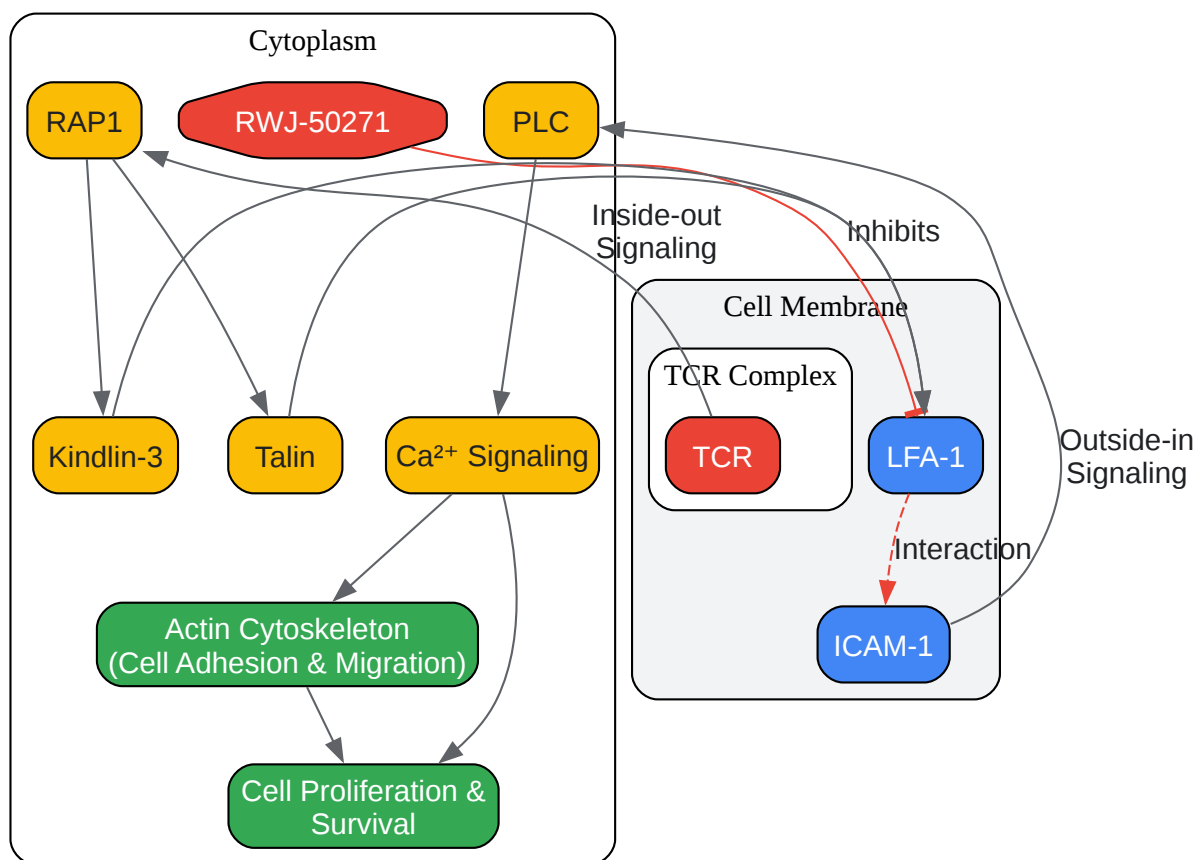 Cytoplasm
RAP1
RWJ-50271
PLC
Inside-out
Signaling
Inhibits
Cell Membrane
TCR Complex
Kindlin-3
Talin
Ca²⁺ Signaling
TCR
LFA-1
Outside-in
Signaling
Interaction
Actin Cytoskeleton
(Cell Adhesion & Migration)
ICAM-1
Cell Proliferation &
Survival